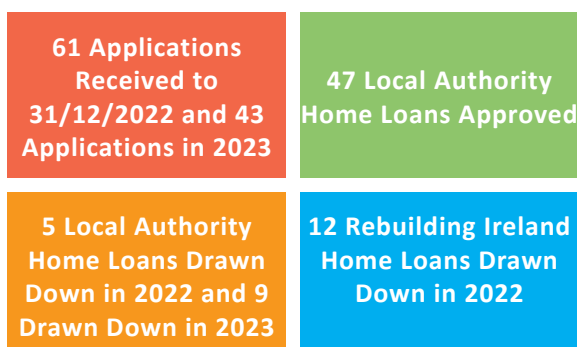 61 Applications
Received to
31/12/2022 and 43
Applications in 2023
47 Local Authority
Home Loans Approved
5 Local Authority
Home Loans Drawn
Down in 2022 and 9
Drawn Down in 2023
12 Rebuilding Ireland
Home Loans Drawn
Down in 2022